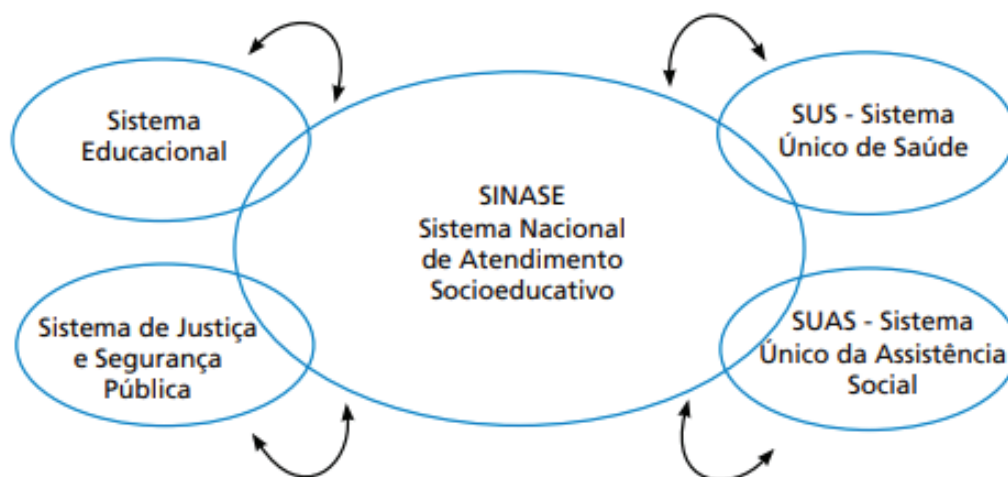 Sistema
Educacional
SUS - Sistema
Único de Saúde
SINASE
Sistema Nacional
de Atendimento
Socioeducativo
Sistema de Justiça
e Segurança
Pública
SUAS - Sistema
Único da Assistência
Social